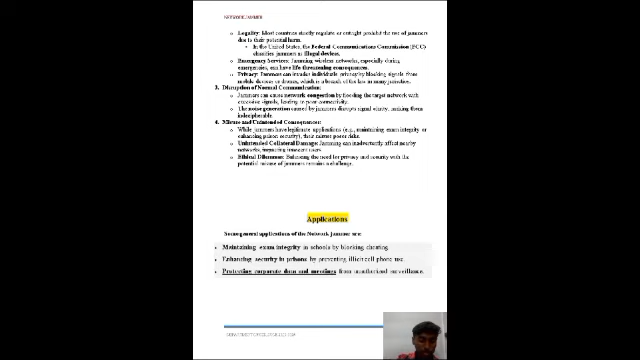 NETWORK JAMMER
o Legality: Most countries strictly regulate or outright prohibit the use of jammers
due to their potential harm.
▪ In the United States, the Federal Communications Commission (FCC)
classifies jammers as illegal devices.
o Emergency Services: Jamming wireless networks, especially during
emergencies, can have life-threatening consequences.
o Privacy: Jammers can invade individuals' privacy by blocking signals from
mobile devices or drones, which is a breach of the law in many
3. Disruption of Normal Communication:
o Jammers can cause network congestion by flooding the target network with
excessive signals, leading to poor connectivity.
o The noise generation caused by jammers disrupts signal clarity, making them
indecipherable.
4. Misuse and Unintended Consequences:
o While jammers have legitimate applications (e.g., maintaining exam integrity or
enhancing prison security), their misuse poses risks.
o Unintended Collateral Damage: Jamming can inadvertently affect nearby
networks, impacting innocent users.
o Ethical Dilemmas: Balancing the need for privacy and security with the
potential misuse of jammers remains a challenge.
Applications
Some general applications of the Network jammer are:
• Maintaining exam integrity in schools by blocking cheating.
• Enhancing security in prisons by preventing illicit cell phone use.
• Protecting corporate data and meetings from unauthorized surveillance.